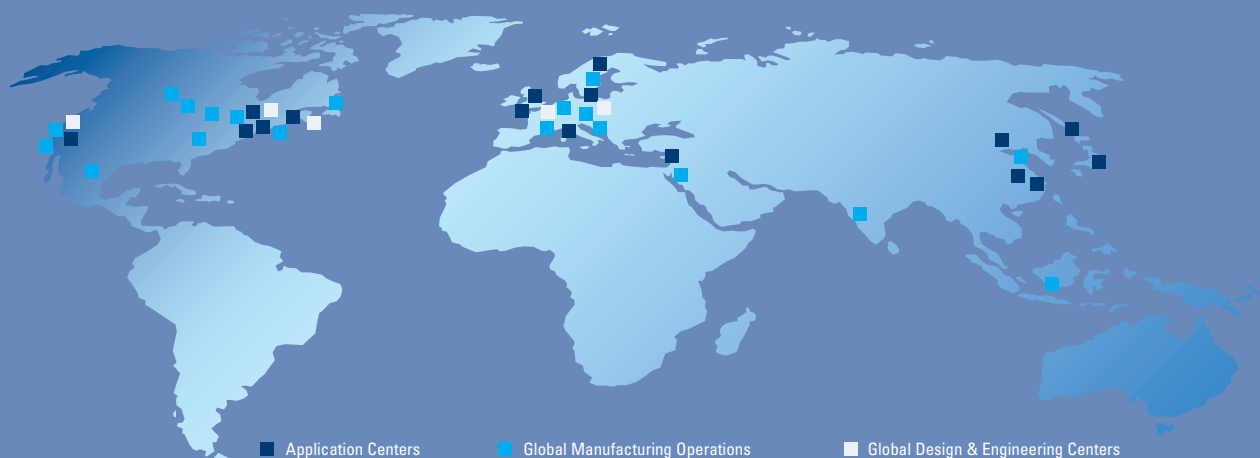 Application Centers
Global Manufacturing Operations
Global Design & Engineering Centers